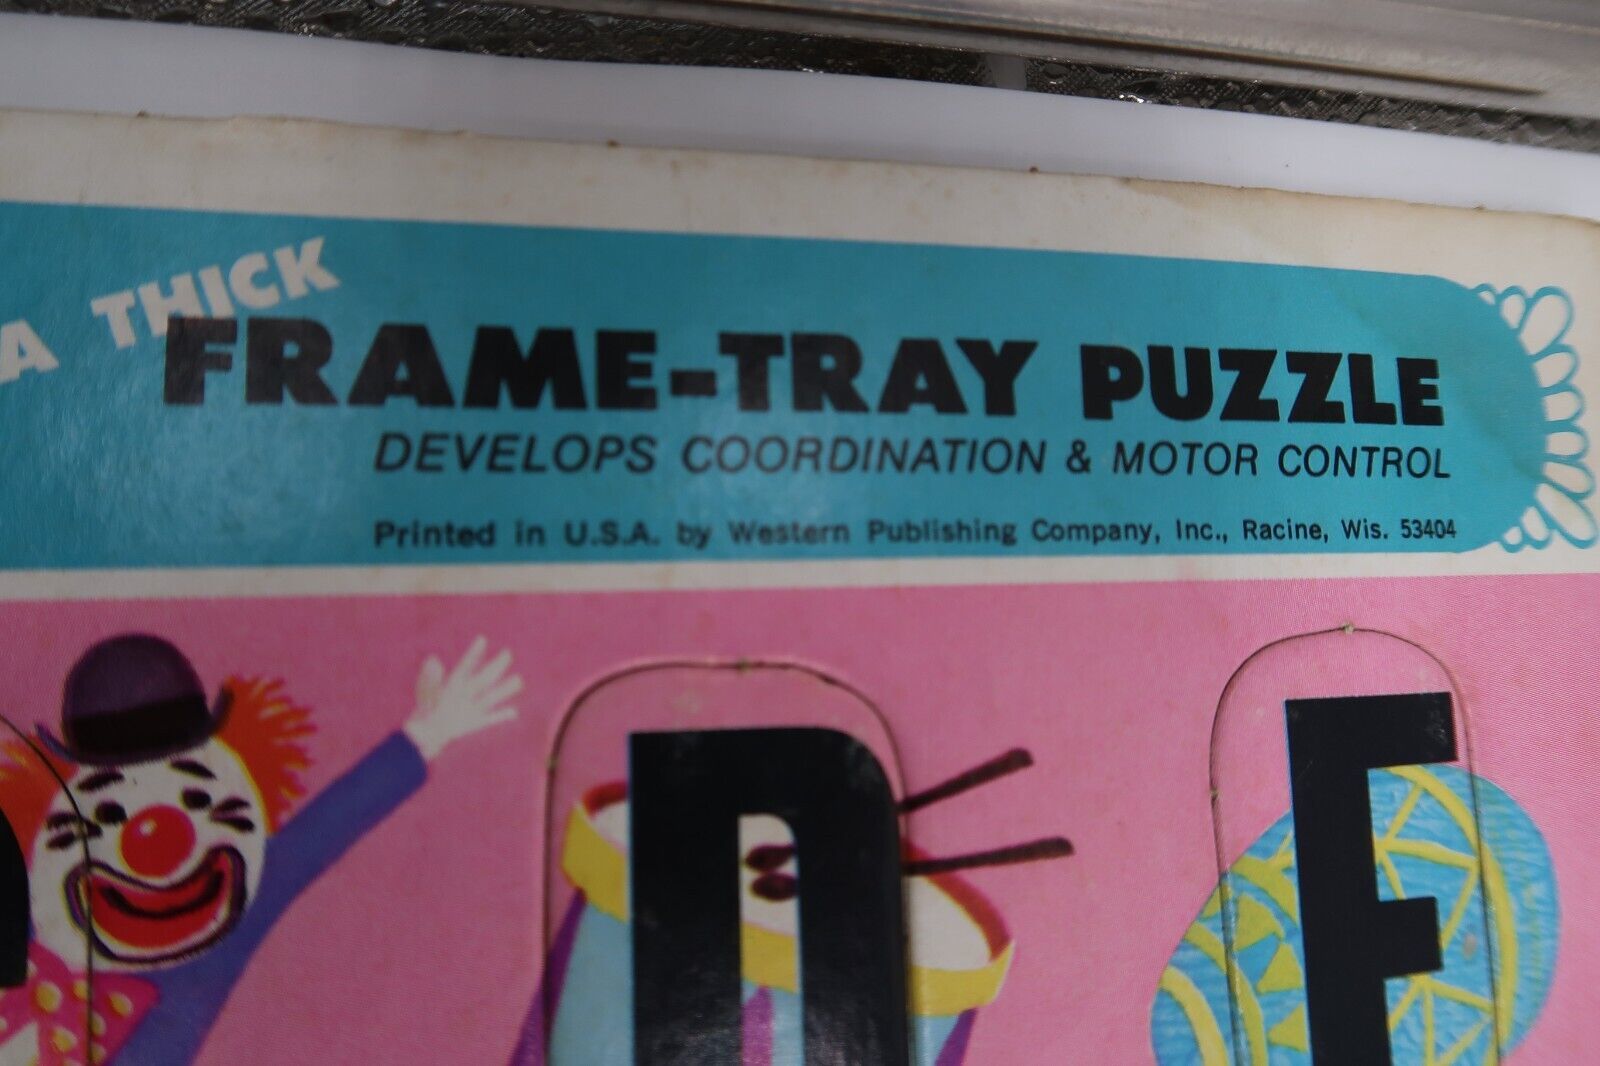 A THICK
FRAME-TRAY PUZZLE
DEVELOPS COORDINATION & MOTOR CONTROL
Printed in U.S.A. by Western Publishing Company, Inc., Racine, Wis. 53404
D E